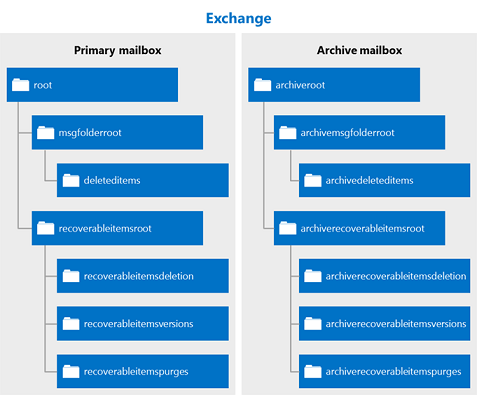 Exchange
Primary mailbox
root
msgfolderroot
deleteditems
recoverableitemsroot
recoverableitemsdeletion
recoverableitemsversions
recoverableitemspurges
Archive mailbox
archiveroot
archivemsgfolderroot
archivedeleteditems
archiverecoverableitemsroot
archiverecoverableitemsdeletion
archiverecoverableitemsversions
archiverecoverableitemspurges